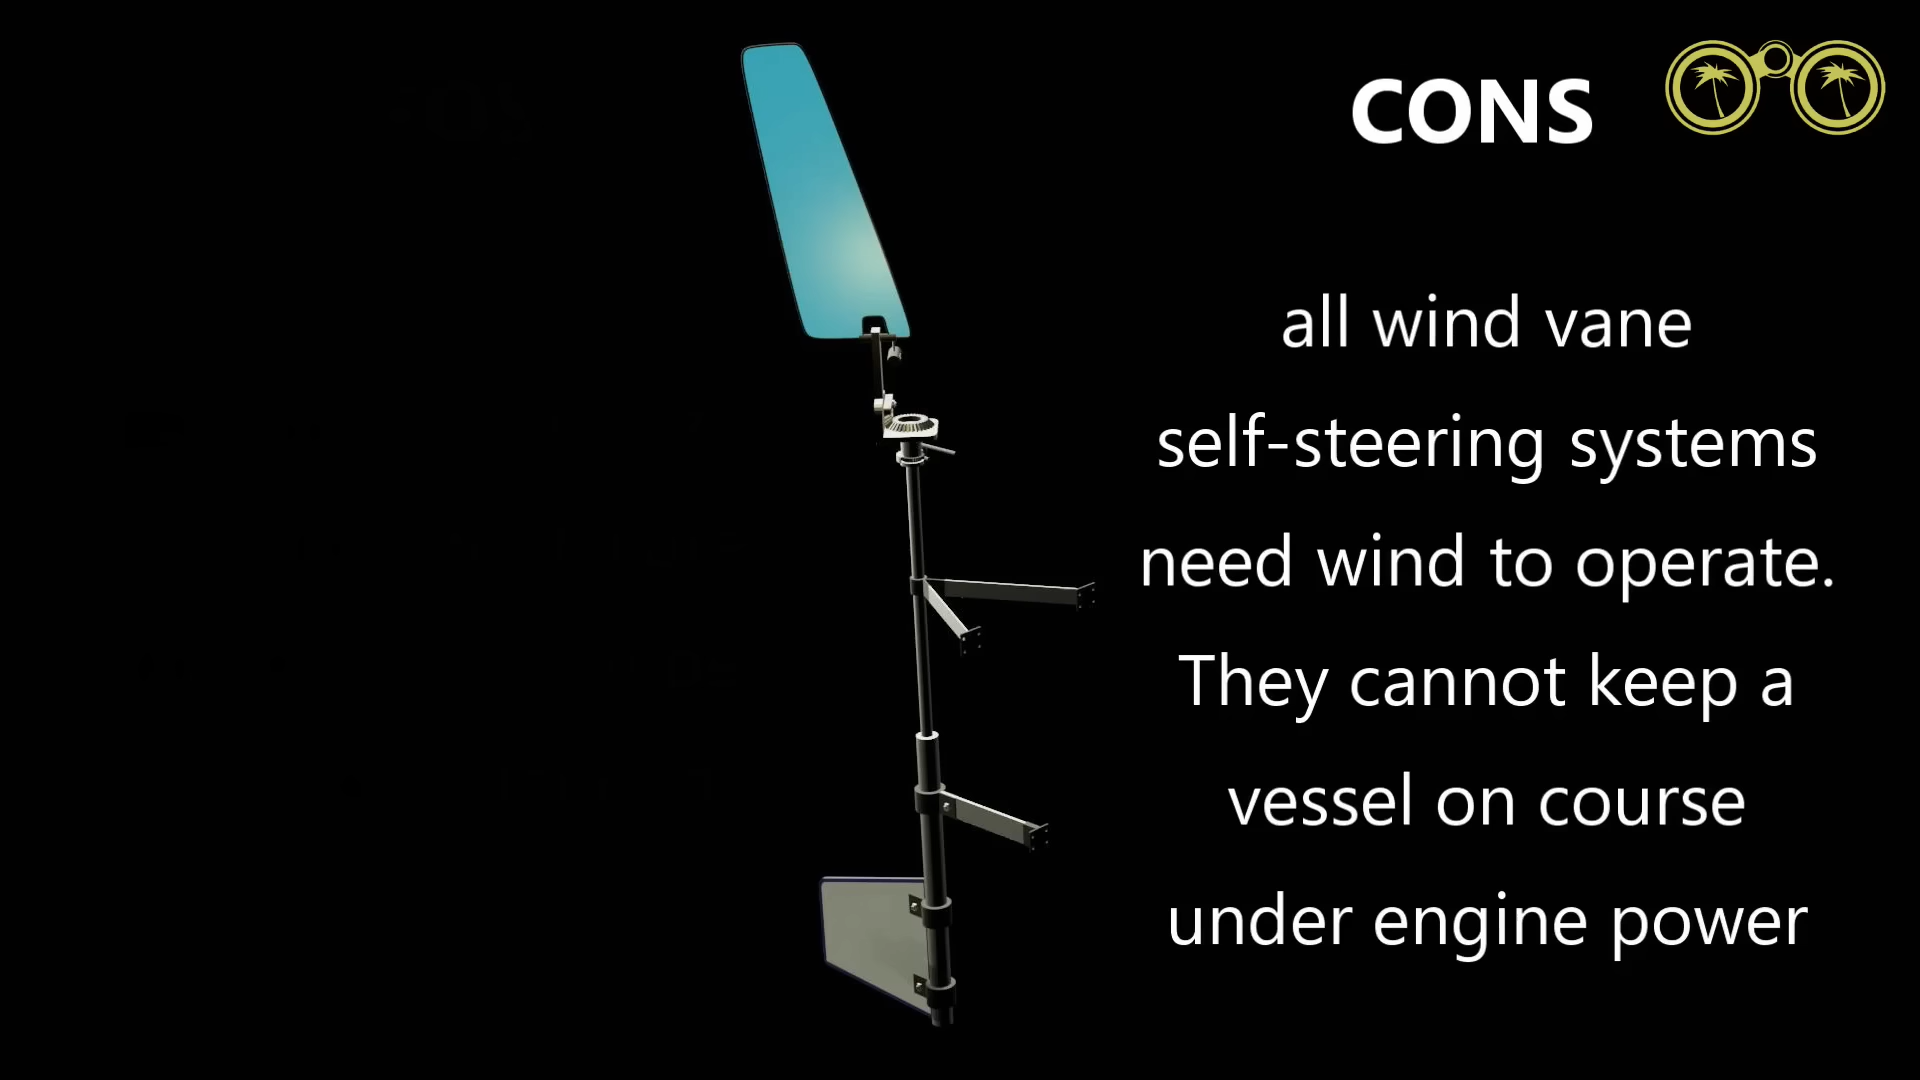 CONS
all wind vane
self-steering systems
need wind to operate.
They cannot keep a
vessel on course
under engine power